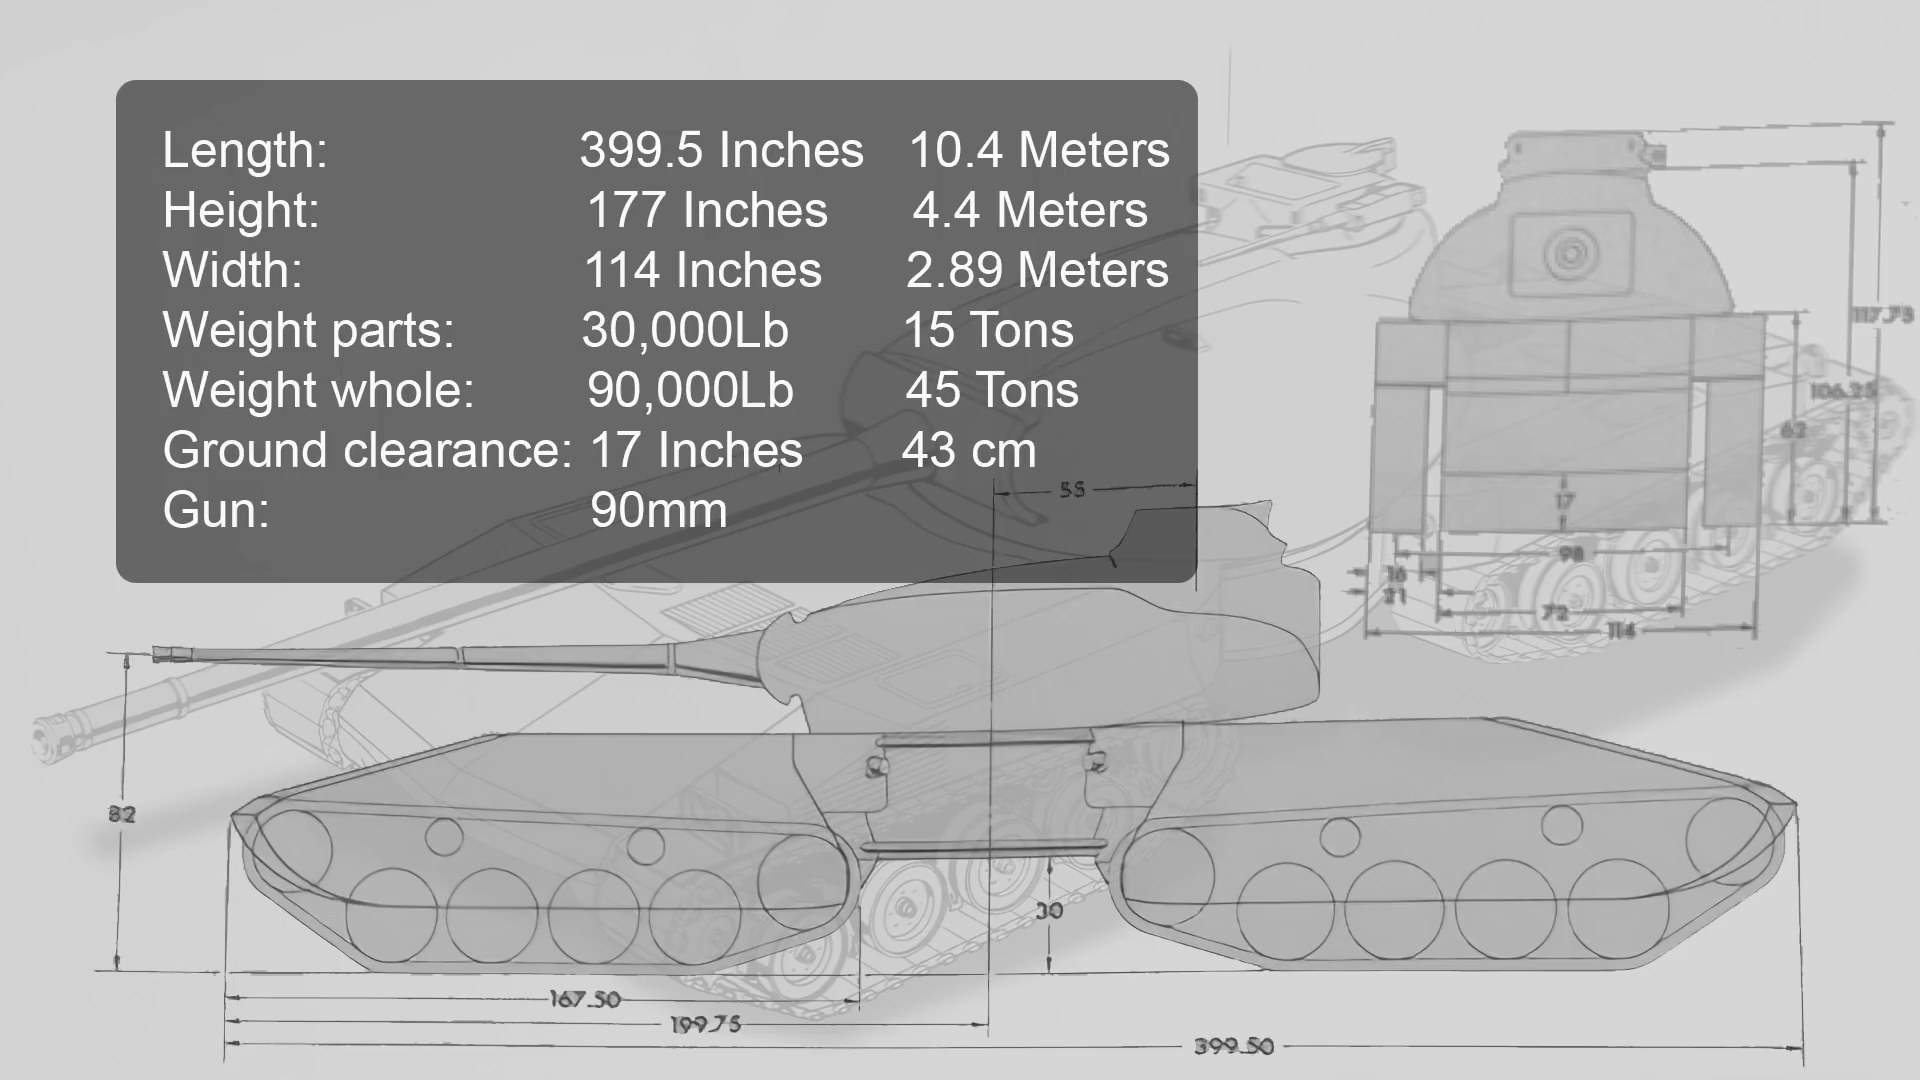 Length: 399.5 Inches 10.4 Meters
Height: 177 Inches 4.4 Meters
Width: 114 Inches 2.89 Meters
Weight parts: 30,000Lb 15 Tons
Weight whole: 90,000Lb 45 Tons
Ground clearance: 17 Inches 43 cm
Gun: 90mm
117.75
106.25
62
55
17
98
16
21
72
114
82
30
167.50
199.75
399.50